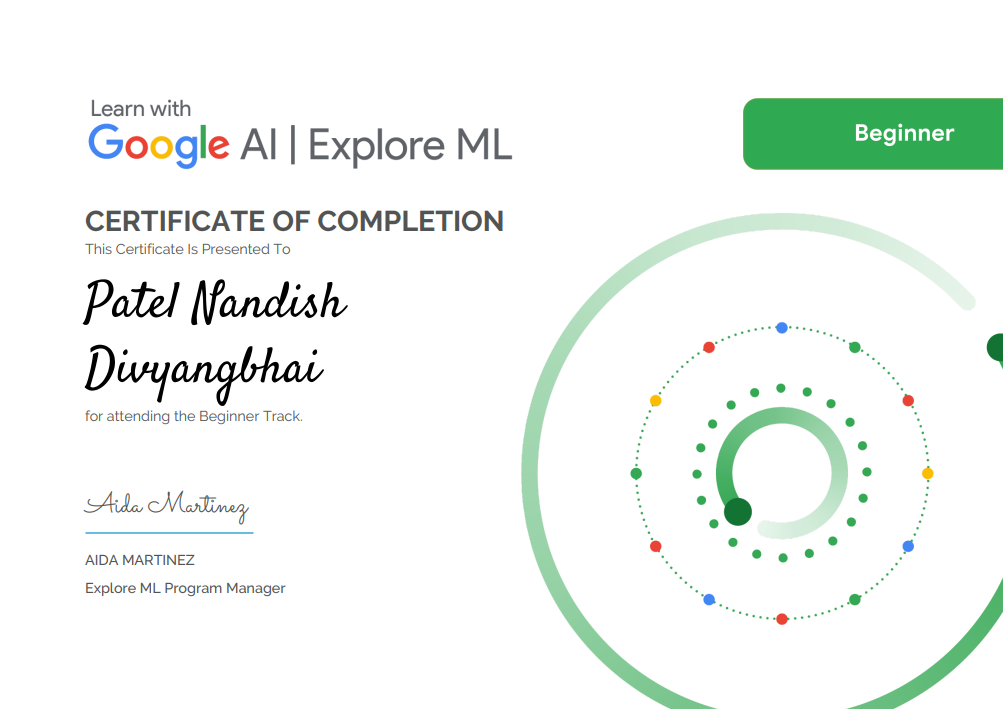 Learn with
Google AI | Explore ML
Beginner
CERTIFICATE OF COMPLETION
This Certificate Is Presented To
Patel Nandish
Divyangbhai
for attending the Beginner Track.
Aida Martinez
AIDA MARTINEZ
Explore ML Program Manager